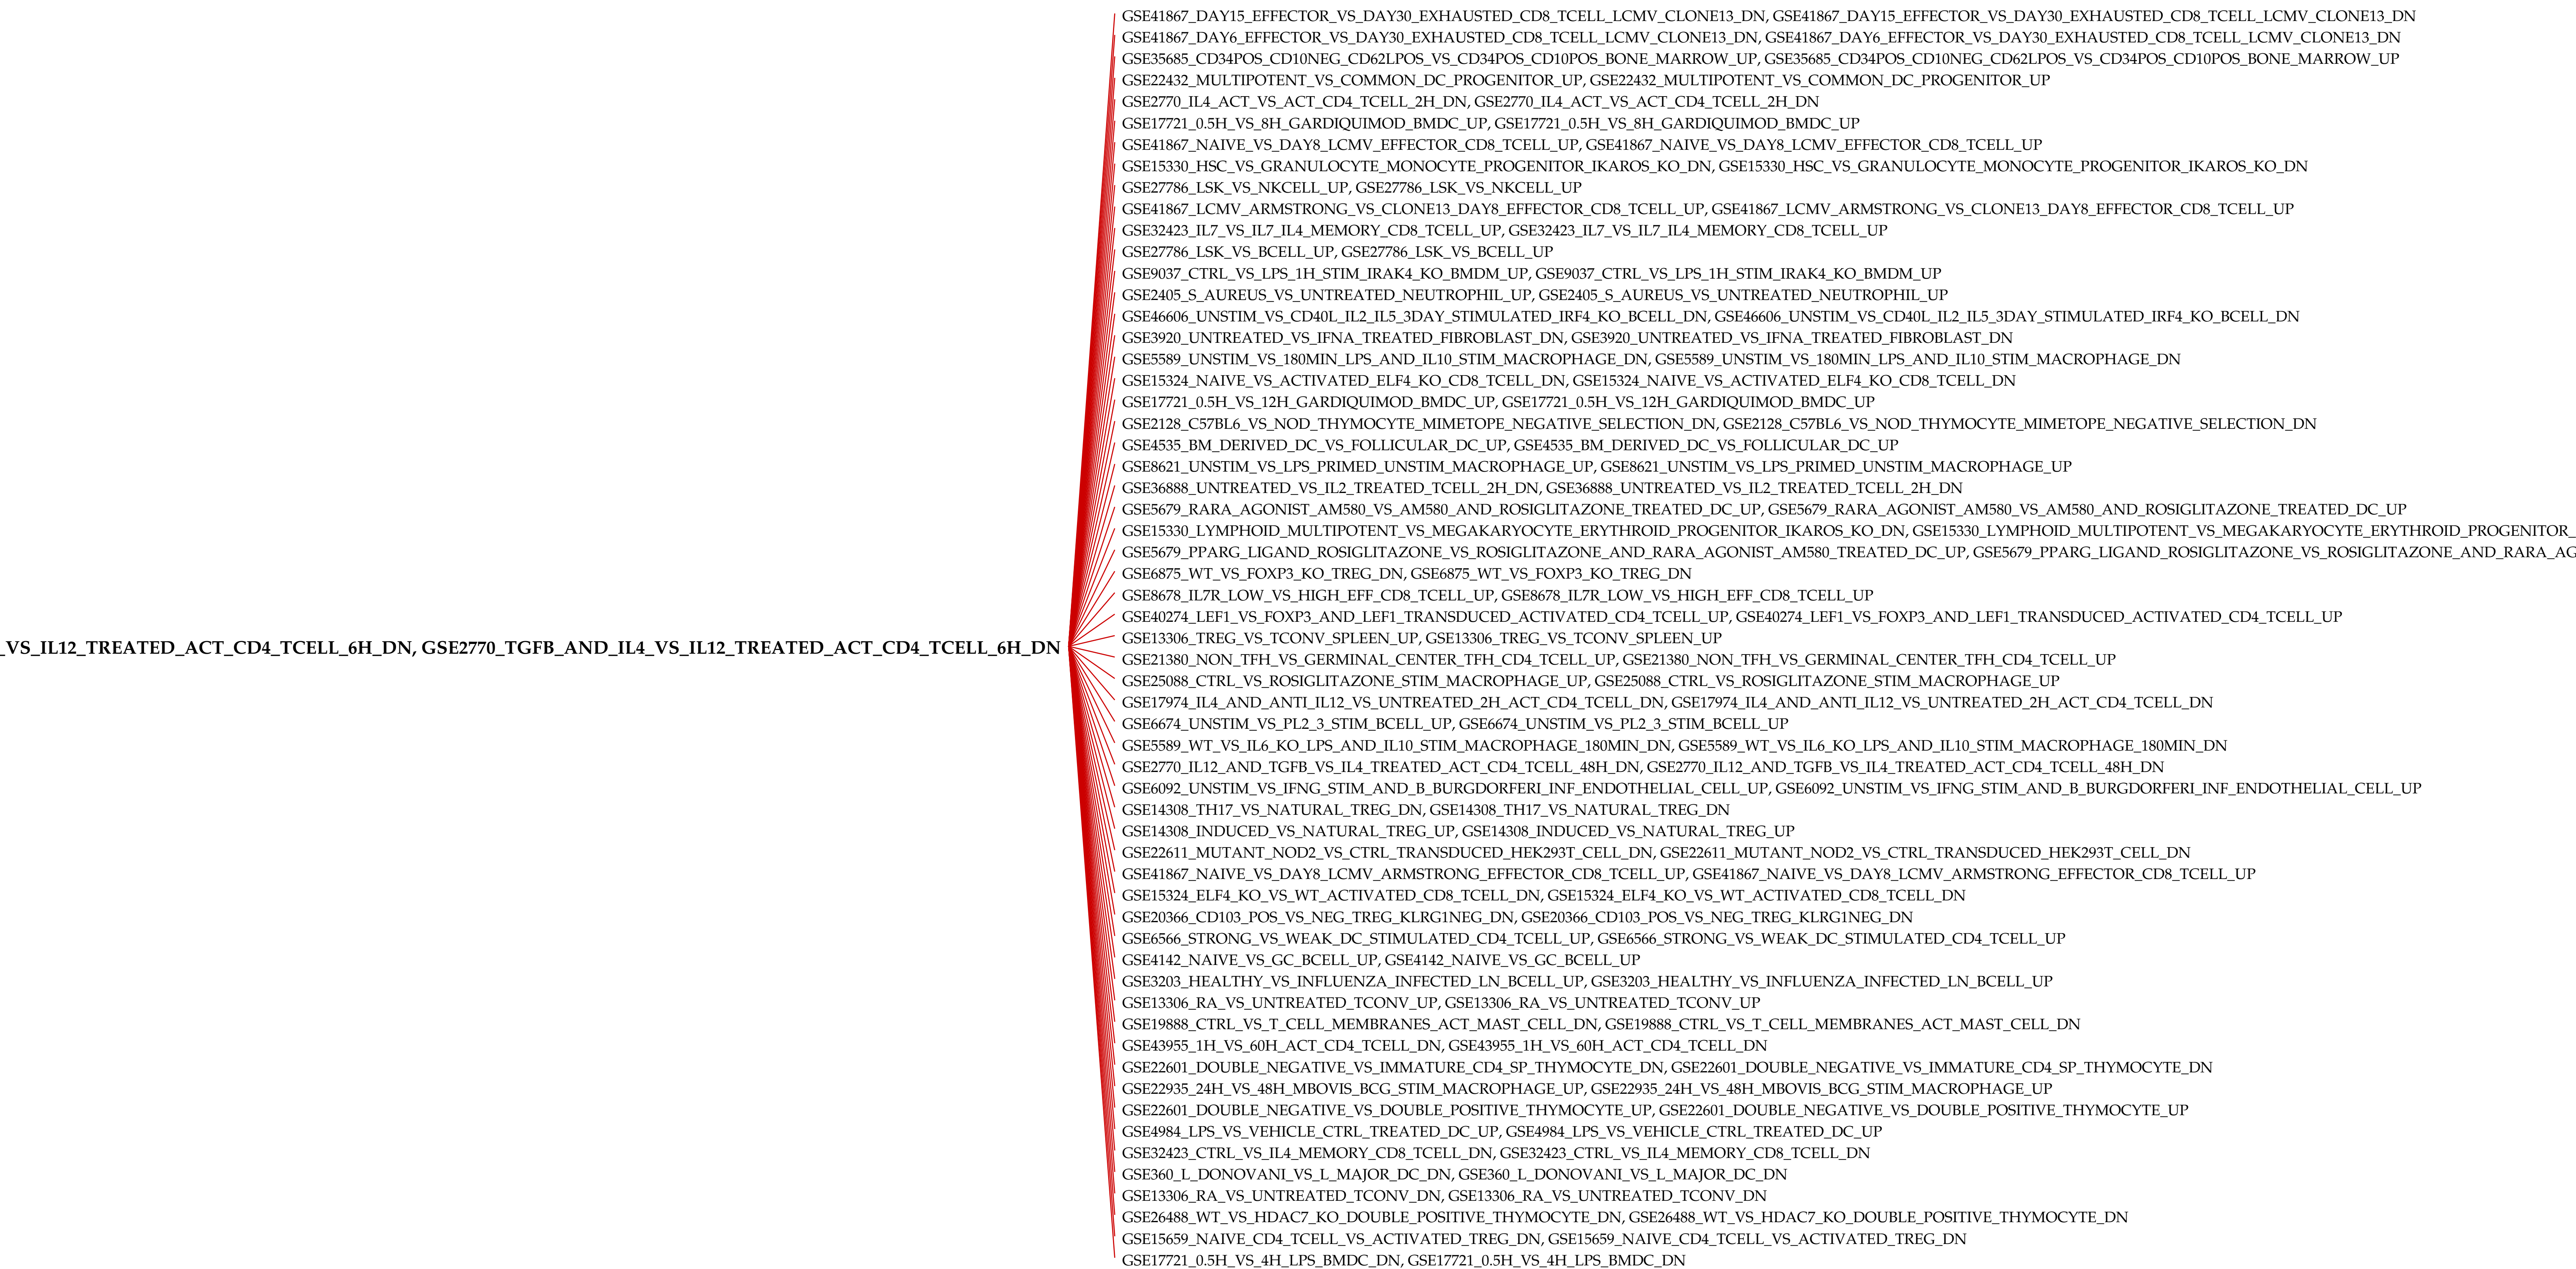 GSE41867_DAY15_EFFECTOR_VS_DAY30_EXHAUSTED_CD8_TCELL_LCMV_CLONE13_DN, GSE41867_DAY15_EFFECTOR_VS_DAY30_EXHAUSTED_CD8_TCELL_LCMV_CLONE13_DN
GSE41867_DAY6_EFFECTOR_VS_DAY30_EXHAUSTED_CD8_TCELL_LCMV_CLONE13_DN, GSE41867_DAY6_EFFECTOR_VS_DAY30_EXHAUSTED_CD8_TCELL_LCMV_CLONE13_DN
GSE35685_CD34POS_CD10NEG_CD62LPOS_VS_CD34POS_CD10POS_BONE_MARROW_UP, GSE35685_CD34POS_CD10NEG_CD62LPOS_VS_CD34POS_CD10POS_BONE_MARROW_UP
GSE22432_MULTIPOTENT_VS_COMMON_DC_PROGENITOR_UP, GSE22432_MULTIPOTENT_VS_COMMON_DC_PROGENITOR_UP
GSE2770_IL4_ACT_VS_ACT_CD4_TCELL_2H_DN, GSE2770_IL4_ACT_VS_ACT_CD4_TCELL_2H_DN
GSE17721_0.5H_VS_8H_GARDIQUIMOD_BMDC_UP, GSE17721_0.5H_VS_8H_GARDIQUIMOD_BMDC_UP
GSE41867_NAIVE_VS_DAY8_LCMV_EFFECTOR_CD8_TCELL_UP, GSE41867_NAIVE_VS_DAY8_LCMV_EFFECTOR_CD8_TCELL_UP
GSE15330_HSC_VS_GRANULOCYTE_MONOCYTE_PROGENITOR_IKAROS_KO_DN, GSE15330_HSC_VS_GRANULOCYTE_MONOCYTE_PROGENITOR_IKAROS_KO_DN
GSE27786_LSK_VS_NKCELL_UP, GSE27786_LSK_VS_NKCELL_UP
GSE41867_LCMV_ARMSTRONG_VS_CLONE13_DAY8_EFFECTOR_CD8_TCELL_UP, GSE41867_LCMV_ARMSTRONG_VS_CLONE13_DAY8_EFFECTOR_CD8_TCELL_UP
GSE32423_IL7_VS_IL7_IL4_MEMORY_CD8_TCELL_UP, GSE32423_IL7_VS_IL7_IL4_MEMORY_CD8_TCELL_UP
GSE27786_LSK_VS_BCELL_UP, GSE27786_LSK_VS_BCELL_UP
GSE9037_CTRL_VS_LPS_1H_STIM_IRAK4_KO_BMDM_UP, GSE9037_CTRL_VS_LPS_1H_STIM_IRAK4_KO_BMDM_UP
GSE2405_S_AUREUS_VS_UNTREATED_NEUTROPHIL_UP, GSE2405_S_AUREUS_VS_UNTREATED_NEUTROPHIL_UP
GSE46606_UNSTIM_VS_CD40L_IL2_IL5_3DAY_STIMULATED_IRF4_KO_BCELL_DN, GSE46606_UNSTIM_VS_CD40L_IL2_IL5_3DAY_STIMULATED_IRF4_KO_BCELL_DN
GSE3920_UNTREATED_VS_IFNA_TREATED_FIBROBLAST_DN, GSE3920_UNTREATED_VS_IFNA_TREATED_FIBROBLAST_DN
GSE5589_UNSTIM_VS_180MIN_LPS_AND_IL10_STIM_MACROPHAGE_DN, GSE5589_UNSTIM_VS_180MIN_LPS_AND_IL10_STIM_MACROPHAGE_DN
GSE15324_NAIVE_VS_ACTIVATED_ELF4_KO_CD8_TCELL_DN, GSE15324_NAIVE_VS_ACTIVATED_ELF4_KO_CD8_TCELL_DN
GSE17721_0.5H_VS_12H_GARDIQUIMOD_BMDC_UP, GSE17721_0.5H_VS_12H_GARDIQUIMOD_BMDC_UP
GSE2128_C57BL6_VS_NOD_THYMOCYTE_MIMETOPE_NEGATIVE_SELECTION_DN, GSE2128_C57BL6_VS_NOD_THYMOCYTE_MIMETOPE_NEGATIVE_SELECTION_DN
GSE4535_BM_DERIVED_DC_VS_FOLLICULAR_DC_UP, GSE4535_BM_DERIVED_DC_VS_FOLLICULAR_DC_UP
GSE8621_UNSTIM_VS_LPS_PRIMED_UNSTIM_MACROPHAGE_UP, GSE8621_UNSTIM_VS_LPS_PRIMED_UNSTIM_MACROPHAGE_UP
GSE36888_UNTREATED_VS_IL2_TREATED_TCELL_2H_DN, GSE36888_UNTREATED_VS_IL2_TREATED_TCELL_2H_DN
GSE5679_RARA_AGONIST_AM580_VS_AM580_AND_ROSIGLITAZONE_TREATED_DC_UP, GSE5679_RARA_AGONIST_AM580_VS_AM580_AND_ROSIGLITAZONE_TREATED_DC_UP
GSE15330_LYMPHOID_MULTIPOTENT_VS_MEGAKARYOCYTE_ERYTHROID_PROGENITOR_IKAROS_KO_DN, GSE15330_LYMPHOID_MULTIPOTENT_VS_MEGAKARYOCYTE_ERYTHROID_PROGENITOR_
GSE5679_PPARG_LIGAND_ROSIGLITAZONE_VS_ROSIGLITAZONE_AND_RARA_AGONIST_AM580_TREATED_DC_UP, GSE5679_PPARG_LIGAND_ROSIGLITAZONE_VS_ROSIGLITAZONE_AND_RARA_AG
GSE6875_WT_VS_FOXP3_KO_TREG_DN, GSE6875_WT_VS_FOXP3_KO_TREG_DN
GSE8678_IL7R_LOW_VS_HIGH_EFF_CD8_TCELL_UP, GSE8678_IL7R_LOW_VS_HIGH_EFF_CD8_TCELL_UP
GSE40274_LEF1_VS_FOXP3_AND_LEF1_TRANSDUCED_ACTIVATED_CD4_TCELL_UP, GSE40274_LEF1_VS_FOXP3_AND_LEF1_TRANSDUCED_ACTIVATED_CD4_TCELL_UP
GSE13306_TREG_VS_TCONV_SPLEEN_UP, GSE13306_TREG_VS_TCONV_SPLEEN_UP
_VS_IL12_TREATED_ACT_CD4_TCELL_6H_DN, GSE2770_TGFB_AND_IL4_VS_IL12_TREATED_ACT_CD4_TCELL_6H_DN
GSE21380_NON_TFH_VS_GERMINAL_CENTER_TFH_CD4_TCELL_UP, GSE21380_NON_TFH_VS_GERMINAL_CENTER_TFH_CD4_TCELL_UP
GSE25088_CTRL_VS_ROSIGLITAZONE_STIM_MACROPHAGE_UP, GSE25088_CTRL_VS_ROSIGLITAZONE_STIM_MACROPHAGE_UP
GSE17974_IL4_AND_ANTI_IL12_VS_UNTREATED_2H_ACT_CD4_TCELL_DN, GSE17974_IL4_AND_ANTI_IL12_VS_UNTREATED_2H_ACT_CD4_TCELL_DN
GSE6674_UNSTIM_VS_PL2_3_STIM_BCELL_UP, GSE6674_UNSTIM_VS_PL2_3_STIM_BCELL_UP
GSE5589_WT_VS_IL6_KO_LPS_AND_IL10_STIM_MACROPHAGE_180MIN_DN, GSE5589_WT_VS_IL6_KO_LPS_AND_IL10_STIM_MACROPHAGE_180MIN_DN
GSE2770_IL12_AND_TGFB_VS_IL4_TREATED_ACT_CD4_TCELL_48H_DN, GSE2770_IL12_AND_TGFB_VS_IL4_TREATED_ACT_CD4_TCELL_48H_DN
GSE6092_UNSTIM_VS_IFNG_STIM_AND_B_BURGDORFERI_INF_ENDOTHELIAL_CELL_UP, GSE6092_UNSTIM_VS_IFNG_STIM_AND_B_BURGDORFERI_INF_ENDOTHELIAL_CELL_UP
GSE14308_TH17_VS_NATURAL_TREG_DN, GSE14308_TH17_VS_NATURAL_TREG_DN
GSE14308_INDUCED_VS_NATURAL_TREG_UP, GSE14308_INDUCED_VS_NATURAL_TREG_UP
GSE22611_MUTANT_NOD2_VS_CTRL_TRANSDUCED_HEK293T_CELL_DN, GSE22611_MUTANT_NOD2_VS_CTRL_TRANSDUCED_HEK293T_CELL_DN
GSE41867_NAIVE_VS_DAY8_LCMV_ARMSTRONG_EFFECTOR_CD8_TCELL_UP, GSE41867_NAIVE_VS_DAY8_LCMV_ARMSTRONG_EFFECTOR_CD8_TCELL_UP
GSE15324_ELF4_KO_VS_WT_ACTIVATED_CD8_TCELL_DN, GSE15324_ELF4_KO_VS_WT_ACTIVATED_CD8_TCELL_DN
GSE20366_CD103_POS_VS_NEG_TREG_KLRG1NEG_DN, GSE20366_CD103_POS_VS_NEG_TREG_KLRG1NEG_DN
GSE6566_STRONG_VS_WEAK_DC_STIMULATED_CD4_TCELL_UP, GSE6566_STRONG_VS_WEAK_DC_STIMULATED_CD4_TCELL_UP
GSE4142_NAIVE_VS_GC_BCELL_UP, GSE4142_NAIVE_VS_GC_BCELL_UP
GSE3203_HEALTHY_VS_INFLUENZA_INFECTED_LN_BCELL_UP, GSE3203_HEALTHY_VS_INFLUENZA_INFECTED_LN_BCELL_UP
GSE13306_RA_VS_UNTREATED_TCONV_UP, GSE13306_RA_VS_UNTREATED_TCONV_UP
GSE19888_CTRL_VS_T_CELL_MEMBRANES_ACT_MAST_CELL_DN, GSE19888_CTRL_VS_T_CELL_MEMBRANES_ACT_MAST_CELL_DN
GSE43955_1H_VS_60H_ACT_CD4_TCELL_DN, GSE43955_1H_VS_60H_ACT_CD4_TCELL_DN
GSE22601_DOUBLE_NEGATIVE_VS_IMMATURE_CD4_SP_THYMOCYTE_DN, GSE22601_DOUBLE_NEGATIVE_VS_IMMATURE_CD4_SP_THYMOCYTE_DN
GSE22935_24H_VS_48H_MBOVIS_BCG_STIM_MACROPHAGE_UP, GSE22935_24H_VS_48H_MBOVIS_BCG_STIM_MACROPHAGE_UP
GSE22601_DOUBLE_NEGATIVE_VS_DOUBLE_POSITIVE_THYMOCYTE_UP, GSE22601_DOUBLE_NEGATIVE_VS_DOUBLE_POSITIVE_THYMOCYTE_UP
GSE4984_LPS_VS_VEHICLE_CTRL_TREATED_DC_UP, GSE4984_LPS_VS_VEHICLE_CTRL_TREATED_DC_UP
GSE32423_CTRL_VS_IL4_MEMORY_CD8_TCELL_DN, GSE32423_CTRL_VS_IL4_MEMORY_CD8_TCELL_DN
GSE360_L_DONOVANI_VS_L_MAJOR_DC_DN, GSE360_L_DONOVANI_VS_L_MAJOR_DC_DN
GSE13306_RA_VS_UNTREATED_TCONV_DN, GSE13306_RA_VS_UNTREATED_TCONV_DN
GSE26488_WT_VS_HDAC7_KO_DOUBLE_POSITIVE_THYMOCYTE_DN, GSE26488_WT_VS_HDAC7_KO_DOUBLE_POSITIVE_THYMOCYTE_DN
GSE15659_NAIVE_CD4_TCELL_VS_ACTIVATED_TREG_DN, GSE15659_NAIVE_CD4_TCELL_VS_ACTIVATED_TREG_DN
GSE17721_0.5H_VS_4H_LPS_BMDC_DN, GSE17721_0.5H_VS_4H_LPS_BMDC_DN